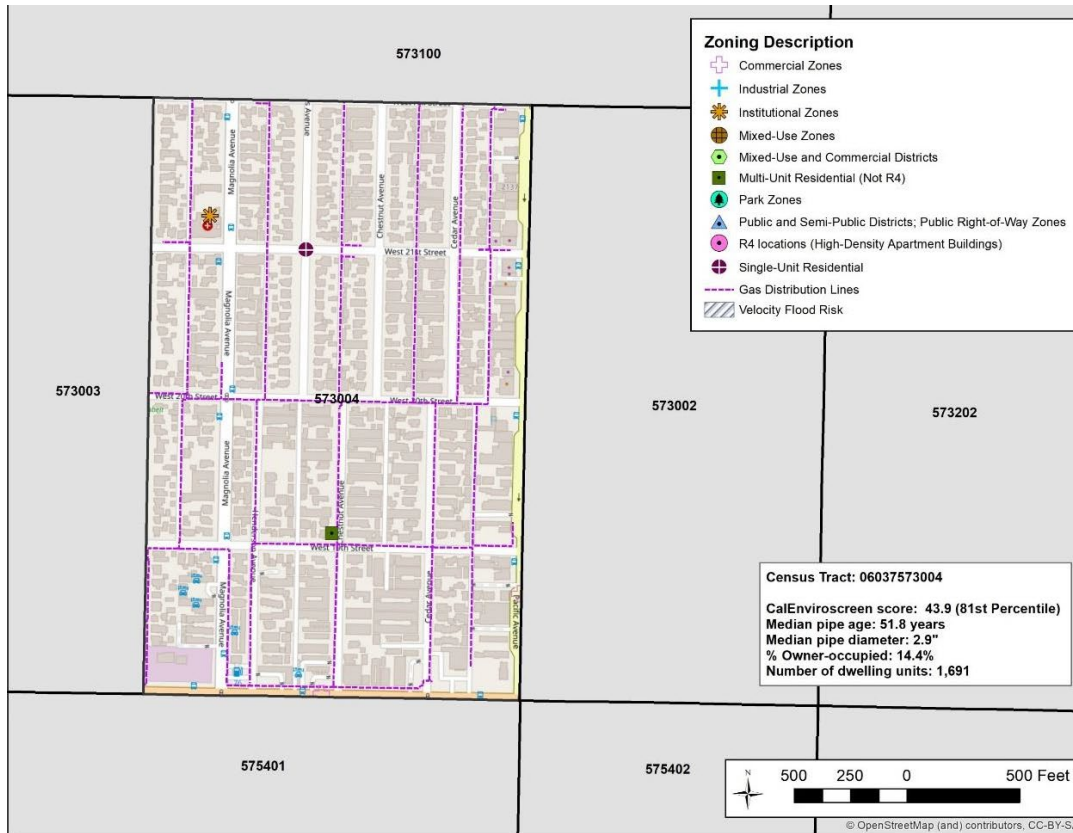 573100
Zoning Description
Commercial Zones
Industrial Zones
Institutional Zones
Mixed-Use Zones
Mixed-Use and Commercial Districts
Multi-Unit Residential (Not R4)
Park Zones
Public and Semi-Public Districts; Public Right-of-Way Zones
R4 locations (High-Density Apartment Buildings)
Single-Unit Residential
Gas Distribution Lines
Velocity Flood Risk
Magnolia Avenue
Chestnut Avenue
Cedar Avenue
West 21st Street
Magnolia Avenue
573003
West 20th Street
573004
573002
573202
Magnolia Avenue
Chestnut Avenue
West 19th Street
Magnolia Avenue
Cedar Avenue
Pacific Avenue
Census Tract: 06037573004
CalEnviroscreen score: 43.9 (81st Percentile)
Median pipe age: 51.8 years
Median pipe diameter: 2.9"
% Owner-occupied: 14.4%
Number of dwelling units: 1,691
575401
575402
N
500 250 0 500 Feet
© OpenStreetMap (and) contributors, CC-BY-SA